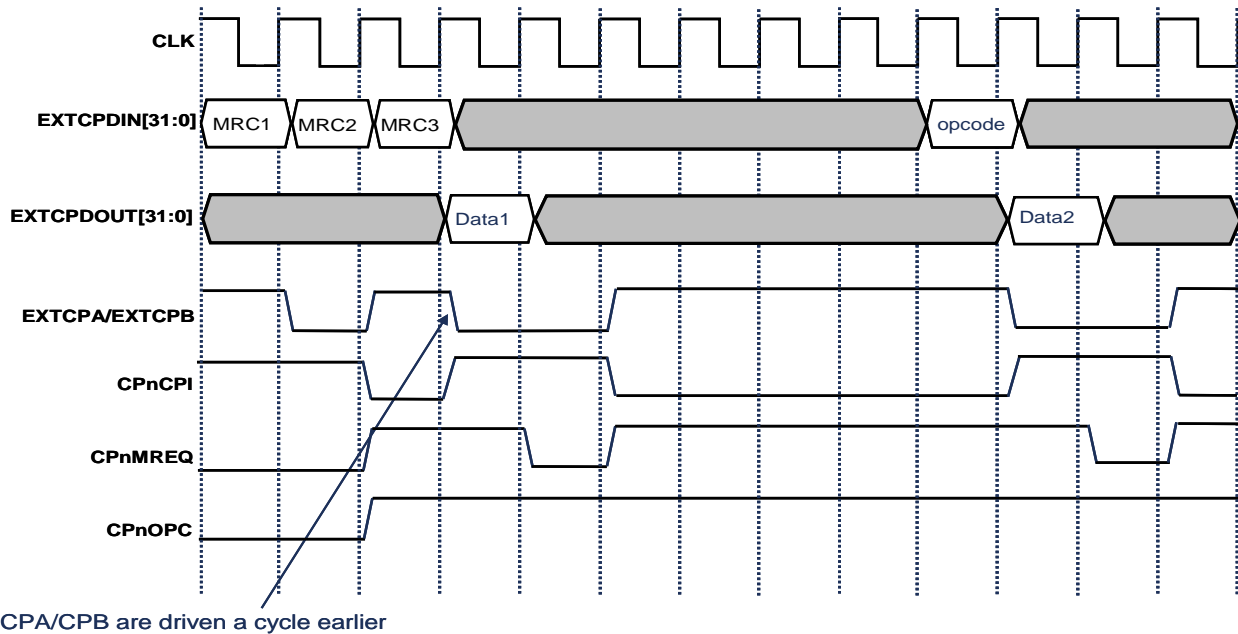 CLK
EXTCPDIN[31:0] MRC1 MRC2 MRC3 opcode
EXTCPDOUT[31:0] Data1 Data2
EXTCPA/EXTCPB
CPnCPI
CPnMREQ
CPnOPC
CPA/CPB are driven a cycle earlier